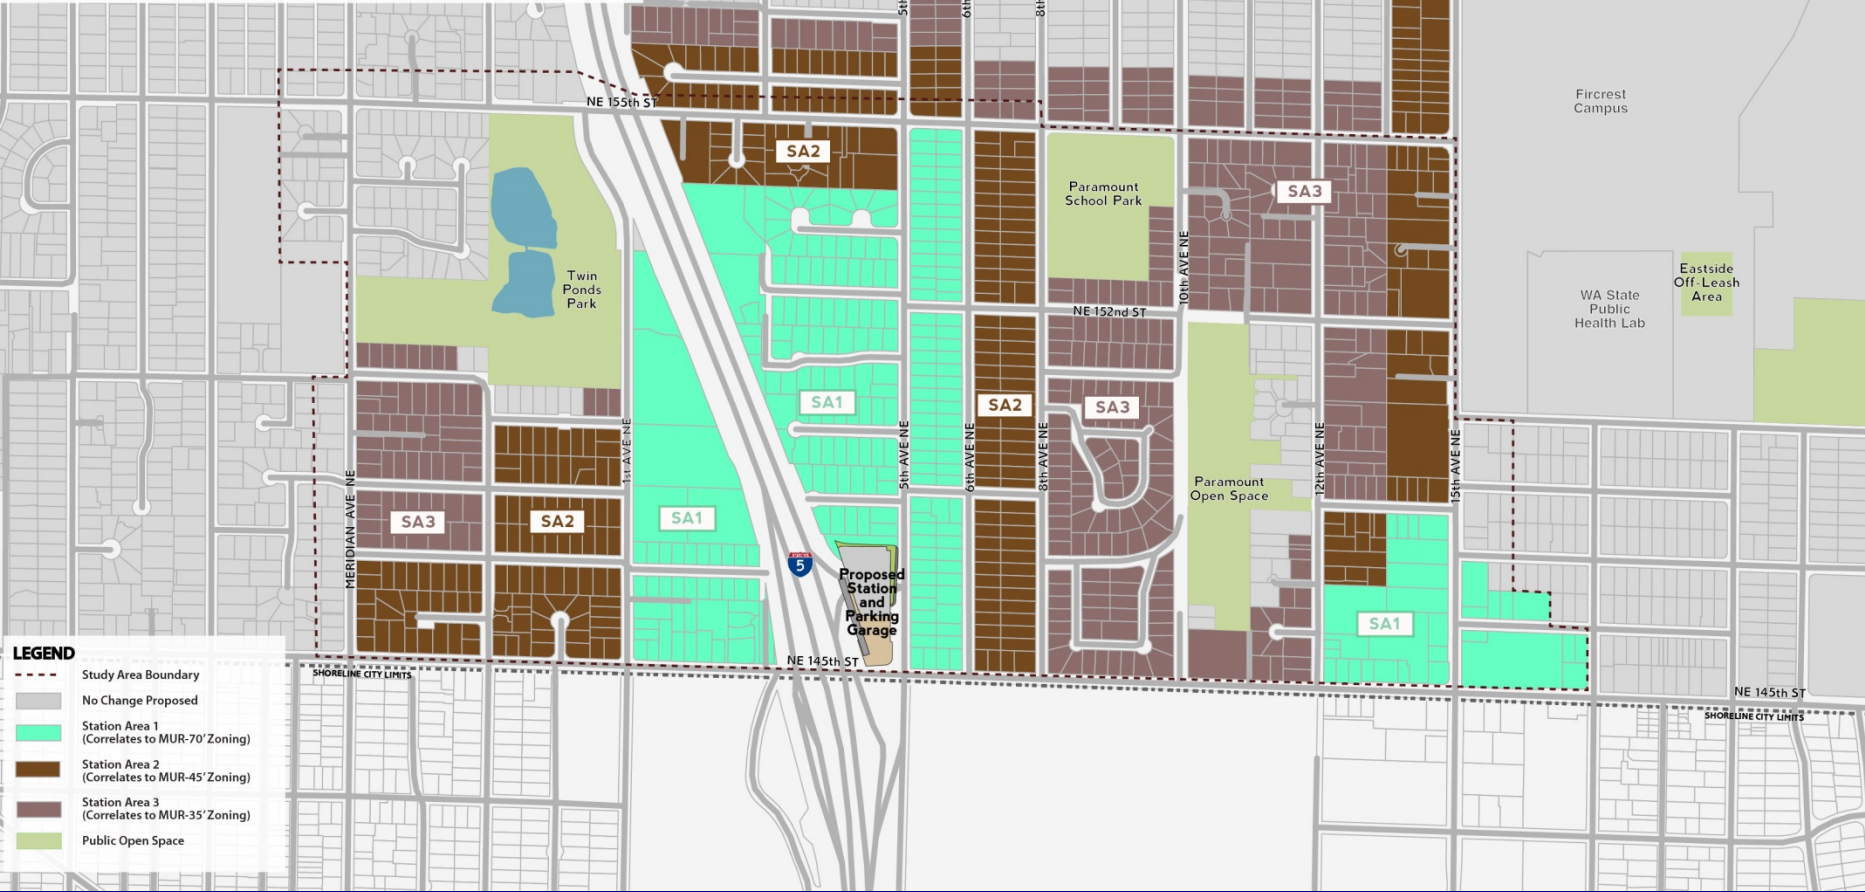 5th
6th
8th
NE 155th ST
SA2
Fircrest
Campus
Paramount
School Park
SA3
10th AVE NE
Twin
Ponds
Park
Eastside
Off-Leash
Area
WA State
Public
Health Lab
NE 152nd ST
SA1
SA2
SA3
1st AVE NE
5th AVE NE
6th AVE NE
8th AVE NE
12th AVE NE
15th AVE NE
Paramount
Open Space
MERIDIAN AVE NE
SA3
SA2
SA1
INTERSTATE
5
Proposed
Station
and
Parking
Garage
SA1
NE 145th ST
SHORELINE CITY LIMITS
NE 145th ST
SHORELINE CITY LIMITS
LEGEND
Study Area Boundary
No Change Proposed
Station Area 1
(Correlates to MUR-70' Zoning)
Station Area 2
(Correlates to MUR-45' Zoning)
Station Area 3
(Correlates to MUR-35' Zoning)
Public Open Space